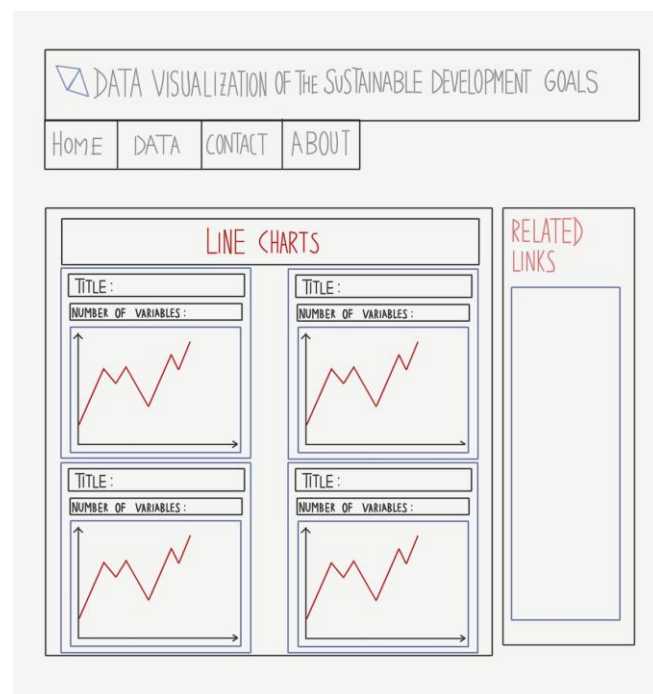 DATA VISUALIZATION OF THE SUSTAINABLE DEVELOPMENT GOALS
HOME DATA CONTACT ABOUT
LINE CHARTS
TITLE:
NUMBER OF VARIABLES:
TITLE:
NUMBER OF VARIABLES:
TITLE:
NUMBER OF VARIABLES:
TITLE:
NUMBER OF VARIABLES:
RELATED
LINKS